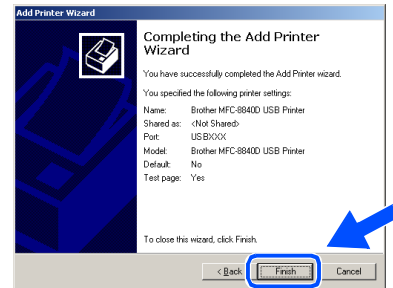 Add Printer Wizard
Completing the Add Printer
Wizard
You have successfully completed the Add Printer wizard.
You specified the following printer settings:
Name: Brother MFC-8840D USB Printer
Shared as: <Not Shared>
Port: USBXXX
Model: Brother MFC-8840D USB Printer
Default: No
Test page: Yes
To close this wizard, click Finish.
< Back Finish Cancel